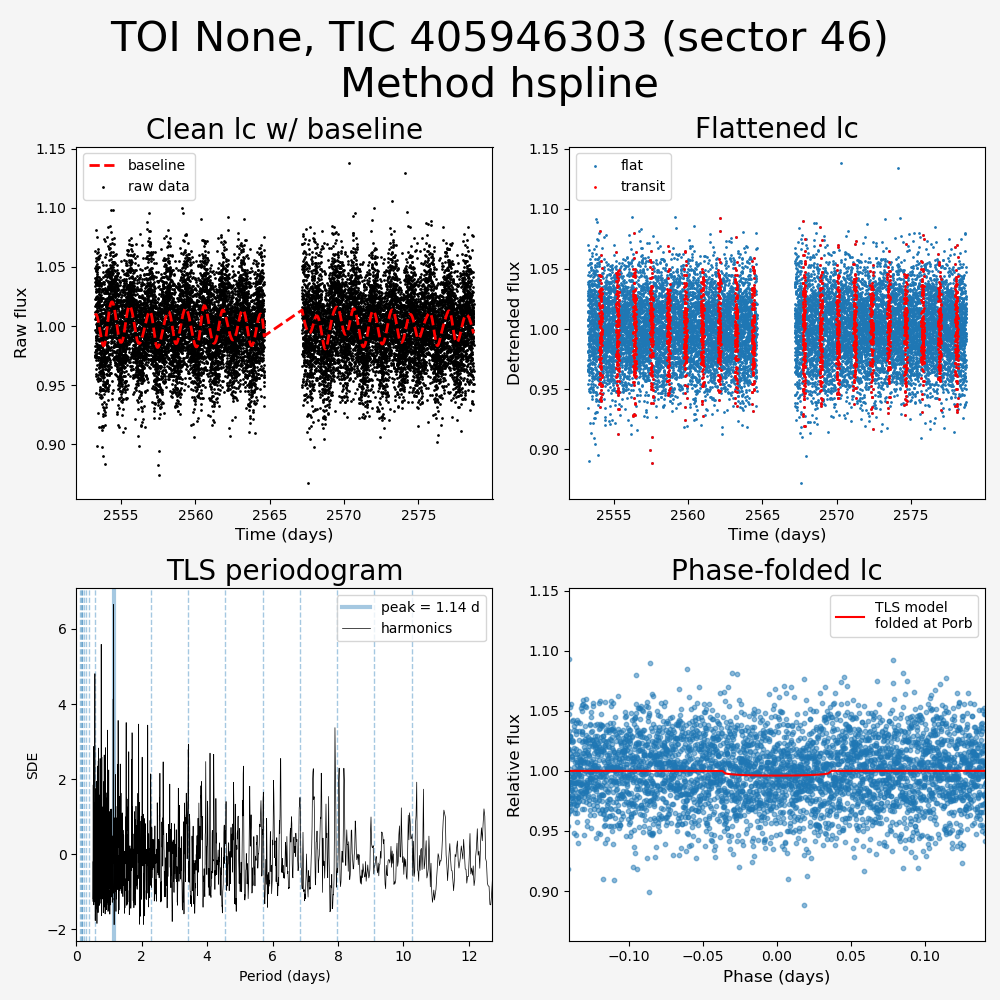 TOI None, TIC 405946303 (sector 46)
Method hspline
Clean lc w/ baseline
baseline
raw data
1.15
1.10
1.05
1.00
0.95
0.90
Raw flux
2555
2560
2565
2570
2575
Time (days)
Flattened lc
flat
transit
1.15
1.10
1.05
1.00
0.95
0.90
Detrended flux
2555
2560
2565
2570
2575
Time (days)
TLS periodogram
peak = 1.14 d
harmonics
6
4
2
0
−2
SDE
0
2
4
6
8
10
12
Period (days)
Phase-folded lc
TLS model
folded at Porb
1.15
1.10
1.05
1.00
0.95
0.90
Relative flux
−0.10
−0.05
0.00
0.05
0.10
Phase (days)